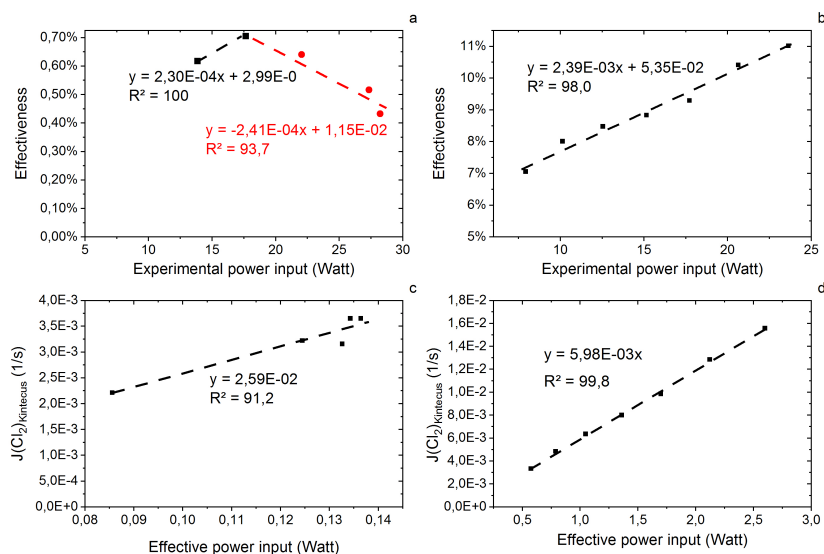 a
0,70%
0,60%
0,50%
0,40%
0,30%
0,20%
0,10%
0,00%
Effectiveness
y = 2,30E-04x + 2,99E-0
R² = 100
y = -2,41E-04x + 1,15E-02
R² = 93,7
5 10 15 20 25 30
Experimental power input (Watt)
b
11%
10%
9%
8%
7%
6%
5%
Effectiveness
y = 2,39E-03x + 5,35E-02
R² = 98,0
10 15 20
Experimental power input (Watt)
c
4,0E-3
3,5E-3
3,0E-3
2,5E-3
2,0E-3
1,5E-3
1,0E-3
5,0E-4
0,0E+0
J(Cl₂)Kintecus (1/s)
y = 2,59E-02
R² = 91,2
0,08 0,09 0,10 0,11 0,12 0,13 0,14
Effective power input (Watt)
d
1,8E-2
1,6E-2
1,4E-2
1,2E-2
1,0E-2
8,0E-3
6,0E-3
4,0E-3
2,0E-3
0,0E+0
J(Cl₂)Kintecus (1/s)
y = 5,98E-03x
R² = 99,8
0,5 1,0 1,5 2,0 2,5 3,0
Effective power input (Watt)